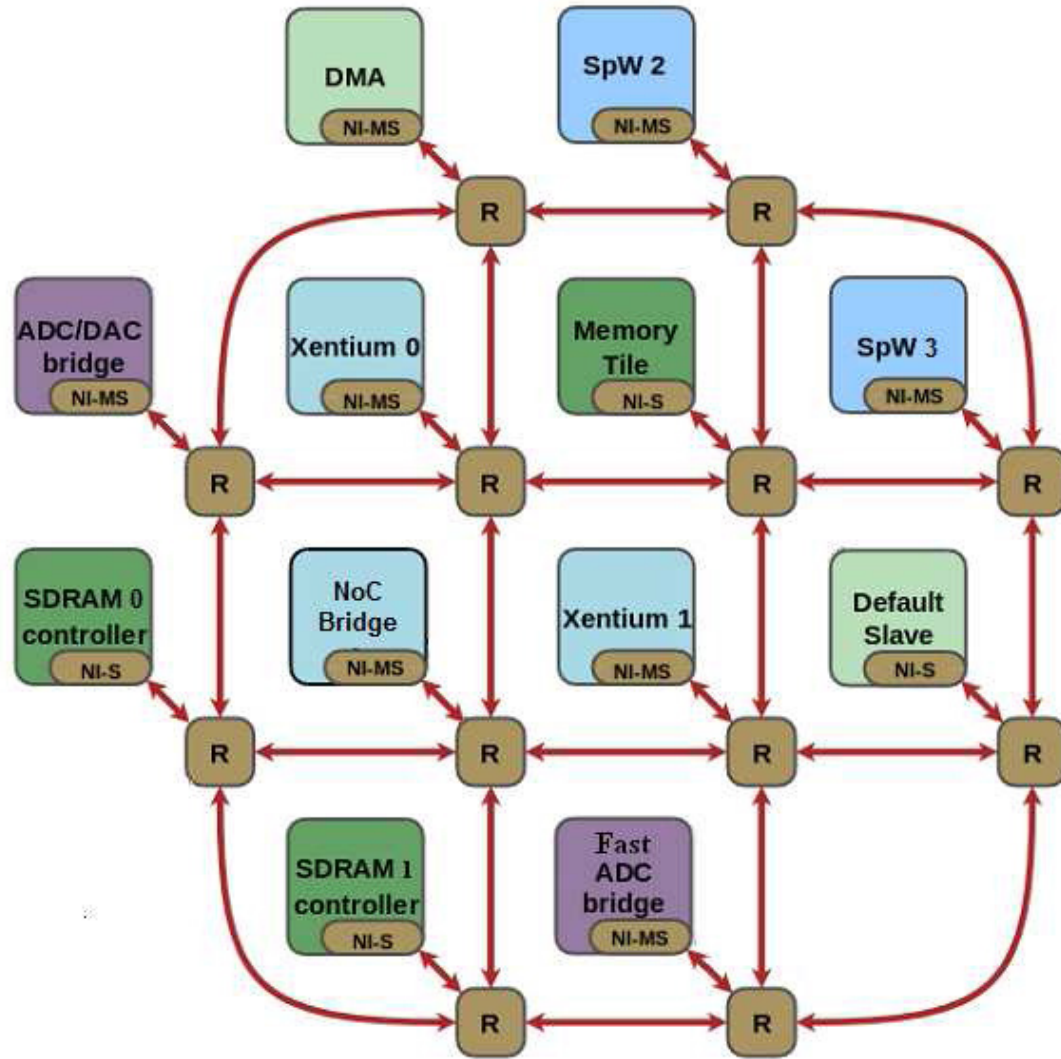 DMA
NI-MS
SpW 2
NI-MS
R
R
ADC/DAC
bridge
NI-MS
Xentium 0
NI-MS
Memory
Tile
NI-S
SpW 3
NI-MS
R
R
R
R
SDRAM 0
controller
NI-S
NoC
Bridge
NI-MS
Xentium 1
NI-MS
Default
Slave
NI-S
R
R
R
R
SDRAM 1
controller
NI-S
Fast
ADC
bridge
NI-MS
R
R